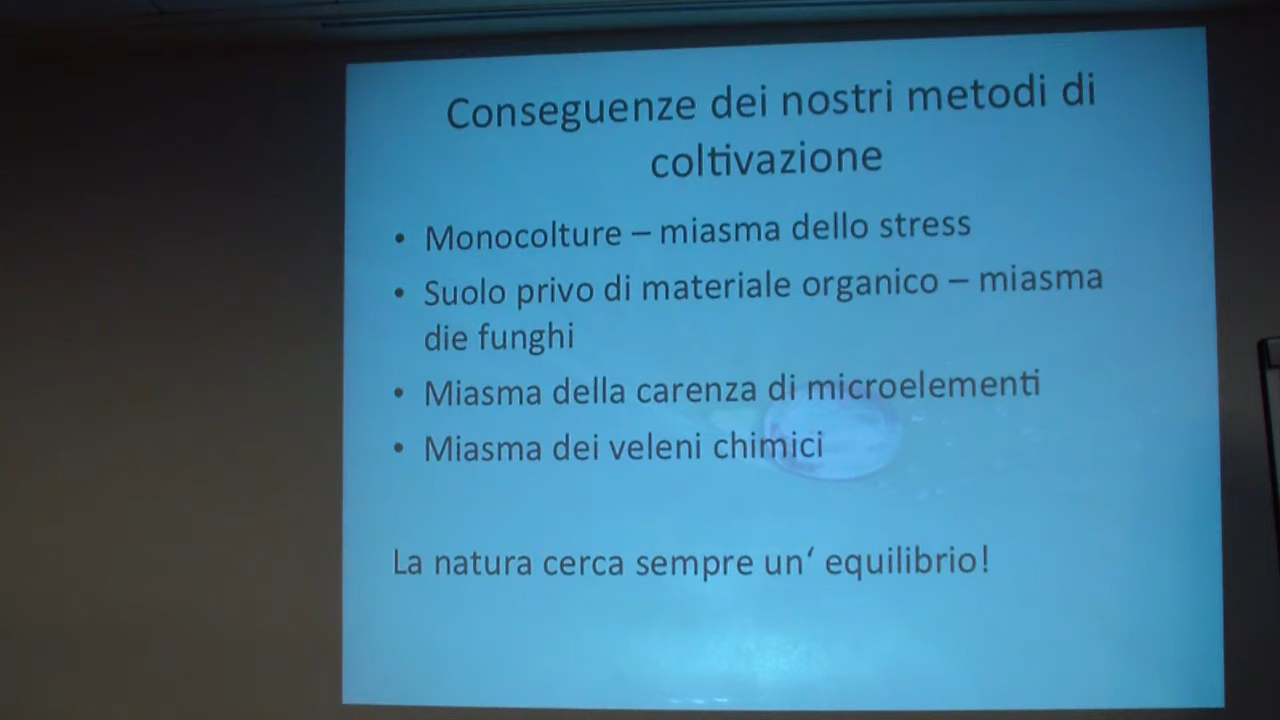 Conseguenze dei nostri metodi di
coltivazione
• Monocolture – miasma dello stress
• Suolo privo di materiale organico – miasma
die funghi
• Miasma della carenza di microelementi
• Miasma dei veleni chimici
La natura cerca sempre un‘ equilibrio!